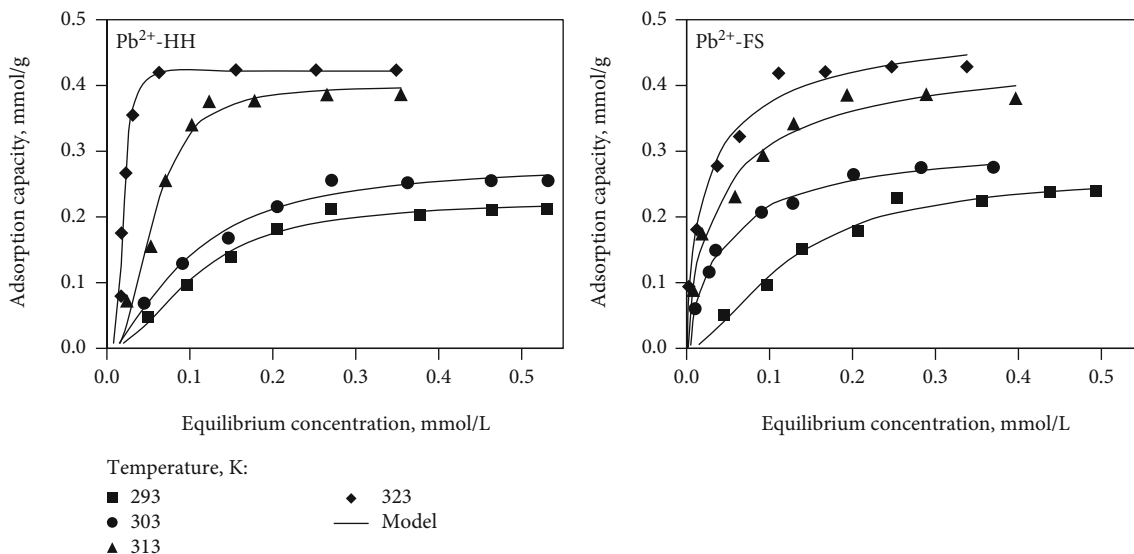 Pb²⁺-HH
Adsorption capacity, mmol/g
0.5
0.4
0.3
0.2
0.1
0.0
0.0 0.1 0.2 0.3 0.4 0.5
Equilibrium concentration, mmol/L
Pb²⁺-FS
Adsorption capacity, mmol/g
0.5
0.4
0.3
0.2
0.1
0.0
0.0 0.1 0.2 0.3 0.4 0.5
Equilibrium concentration, mmol/L
Temperature, K:
293
303
313
323
Model